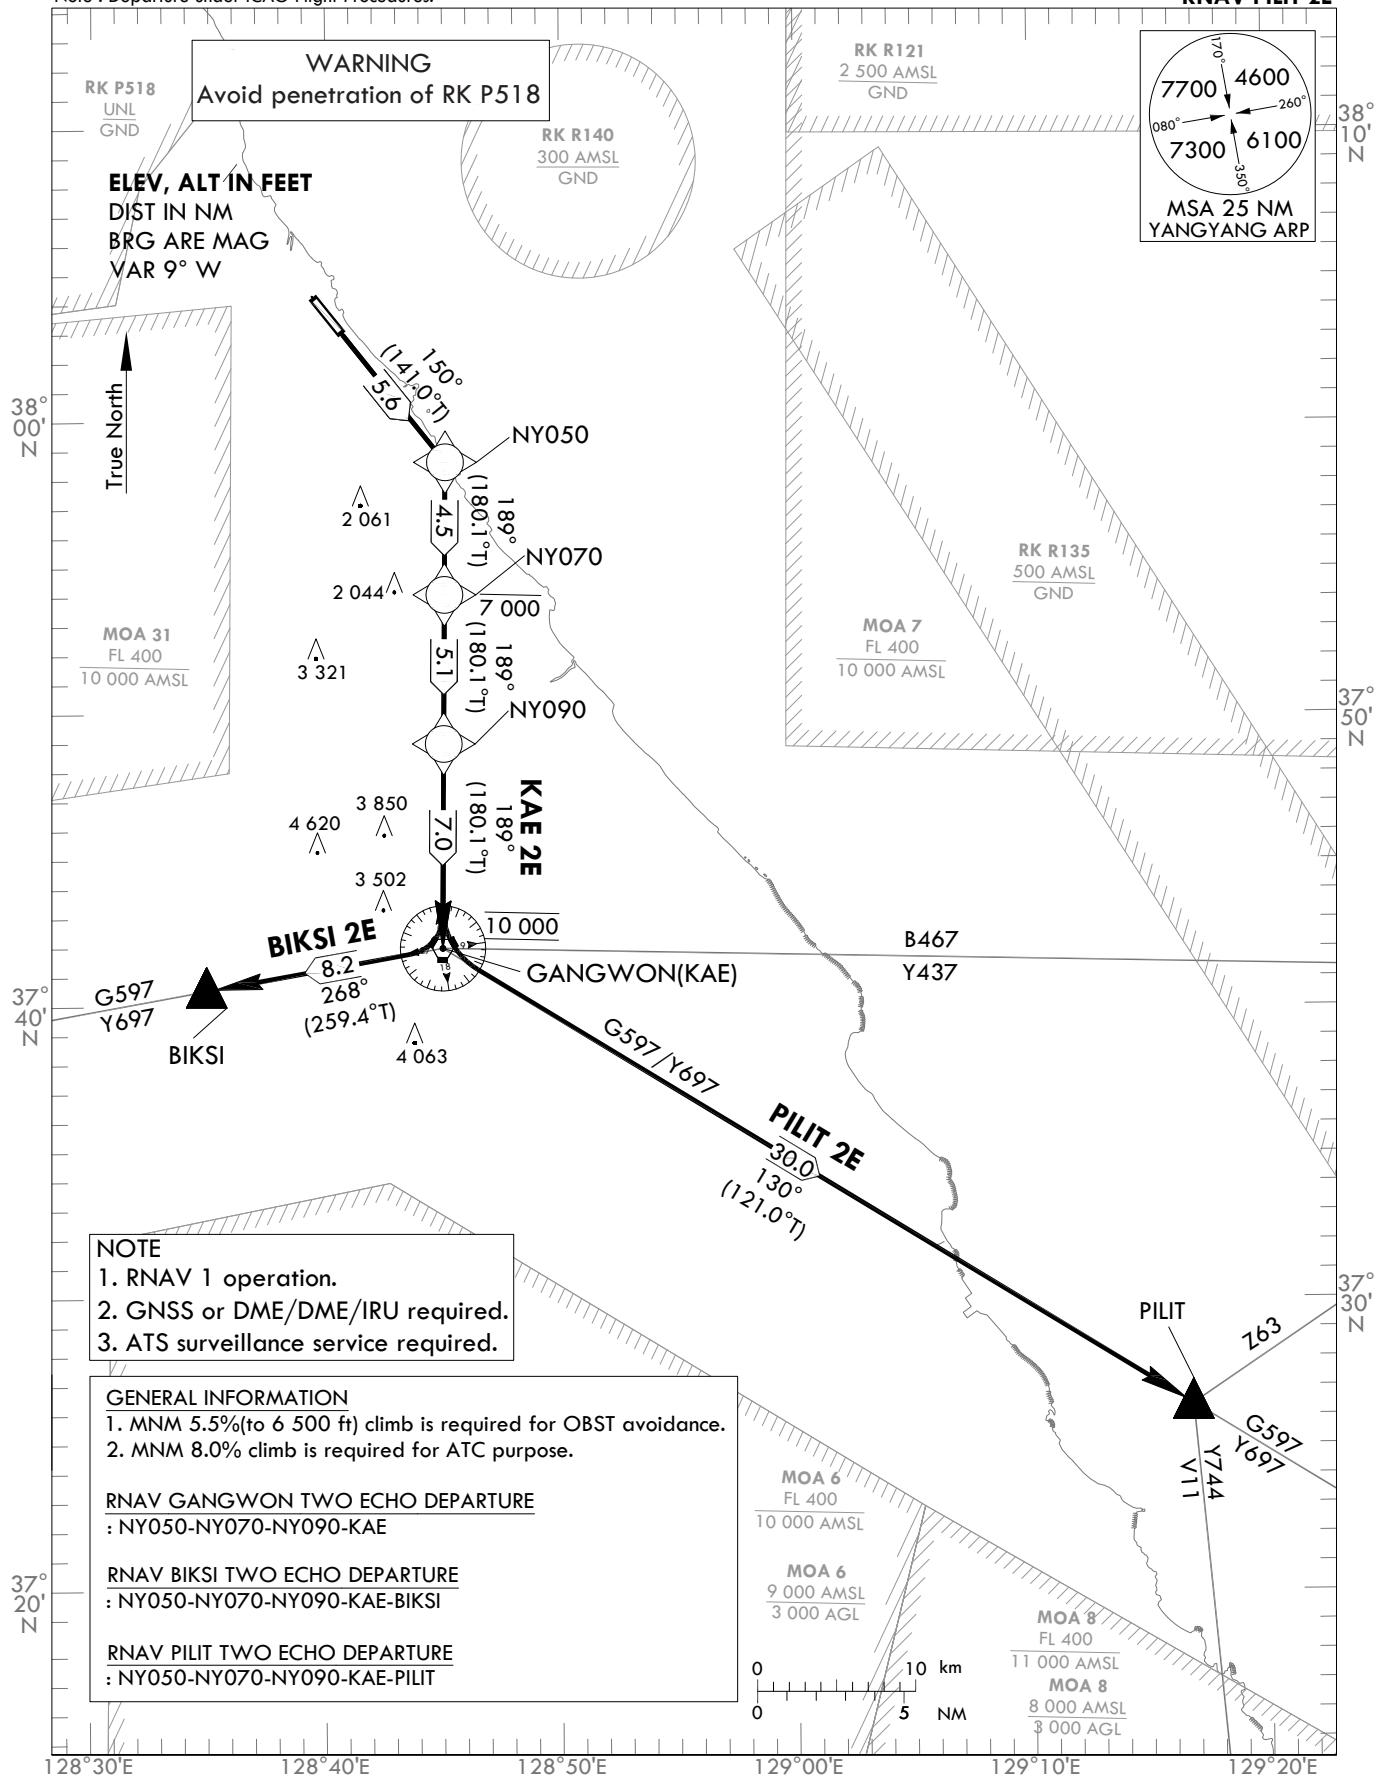 Note : Departure under ICAO Flight Procedures.
RNAV PILIT 2E
WARNING
Avoid penetration of RK P518
RK P518
UNL
GND
RK R140
300 AMSL
GND
RK R121
2 500 AMSL
GND
170°
7700
4600
260°
080°
7300
6100
350°
MSA 25 NM
YANGYANG ARP
38°
10'
N
ELEV, ALT IN FEET
DIST IN NM
BRG ARE MAG
VAR 9° W
True North
38°
00'
N
150°
(141.0°T)
5.6
NY050
2 061
4.5
189°
(180.1°T)
NY070
2 044
7 000
RK R135
500 AMSL
GND
MOA 31
FL 400
10 000 AMSL
3 321
5.1
189°
(180.1°T)
MOA 7
FL 400
10 000 AMSL
37°
50'
N
NY090
3 850
4 620
3 502
7.0
189°
(180.1°T)
KAE 2E
10 000
BIKSI 2E
8.2
268°
(259.4°T)
9
18
GANGWON(KAE)
B467
Y437
37°
40'
N
G597
Y697
BIKSI
4 063
G597/Y697
PILIT 2E
30.0
130°
(121.0°T)
NOTE
1. RNAV 1 operation.
2. GNSS or DME/DME/IRU required.
3. ATS surveillance service required.
37°
30'
N
PILIT
Z63
G597
Y697
Y744
V11
GENERAL INFORMATION
1. MNM 5.5%(to 6 500 ft) climb is required for OBST avoidance.
2. MNM 8.0% climb is required for ATC purpose.
RNAV GANGWON TWO ECHO DEPARTURE
: NY050-NY070-NY090-KAE
RNAV BIKSI TWO ECHO DEPARTURE
: NY050-NY070-NY090-KAE-BIKSI
RNAV PILIT TWO ECHO DEPARTURE
: NY050-NY070-NY090-KAE-PILIT
MOA 6
FL 400
10 000 AMSL
MOA 6
9 000 AMSL
3 000 AGL
MOA 8
FL 400
11 000 AMSL
MOA 8
8 000 AMSL
3 000 AGL
37°
20'
N
0 10 km
0 5 NM
128°30'E 128°40'E 128°50'E 129°00'E 129°10'E 129°20'E